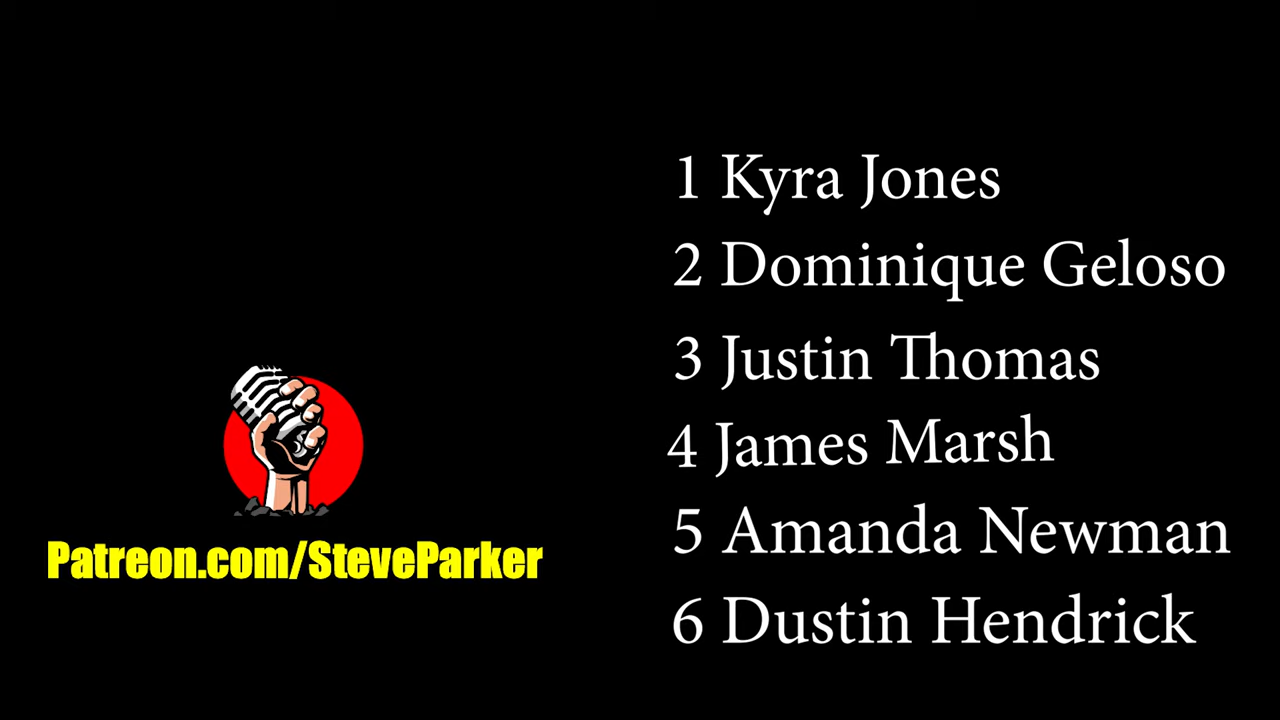 1 Kyra Jones
2 Dominique Geloso
3 Justin Thomas
4 James Marsh
5 Amanda Newman
6 Dustin Hendrick
Patreon.com/SteveParker